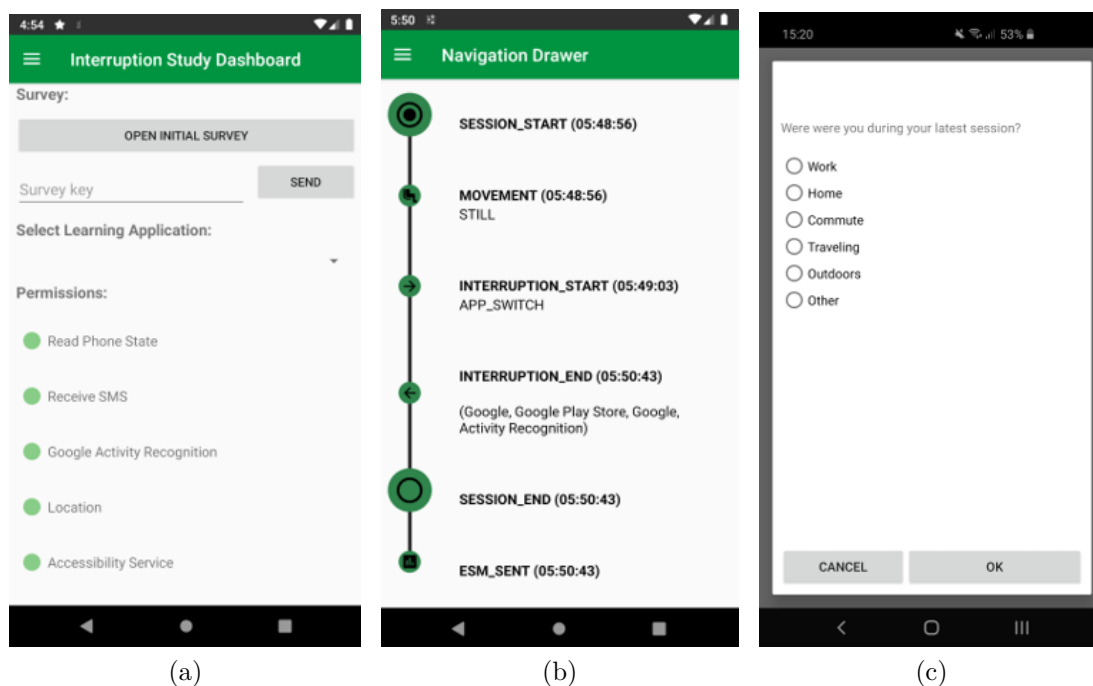 4:54
Interruption Study Dashboard
Survey:
OPEN INITIAL SURVEY
Survey key
SEND
Select Learning Application:
Permissions:
Read Phone State
Receive SMS
Google Activity Recognition
Location
Accessibility Service
(a)
5:50
Navigation Drawer
SESSION_START (05:48:56)
MOVEMENT (05:48:56)
STILL
INTERRUPTION_START (05:49:03)
APP_SWITCH
INTERRUPTION_END (05:50:43)
(Google, Google Play Store, Google,
Activity Recognition)
SESSION_END (05:50:43)
ESM_SENT (05:50:43)
(b)
15:20
53%
Were were you during your latest session?
Work
Home
Commute
Traveling
Outdoors
Other
CANCEL
OK
(c)